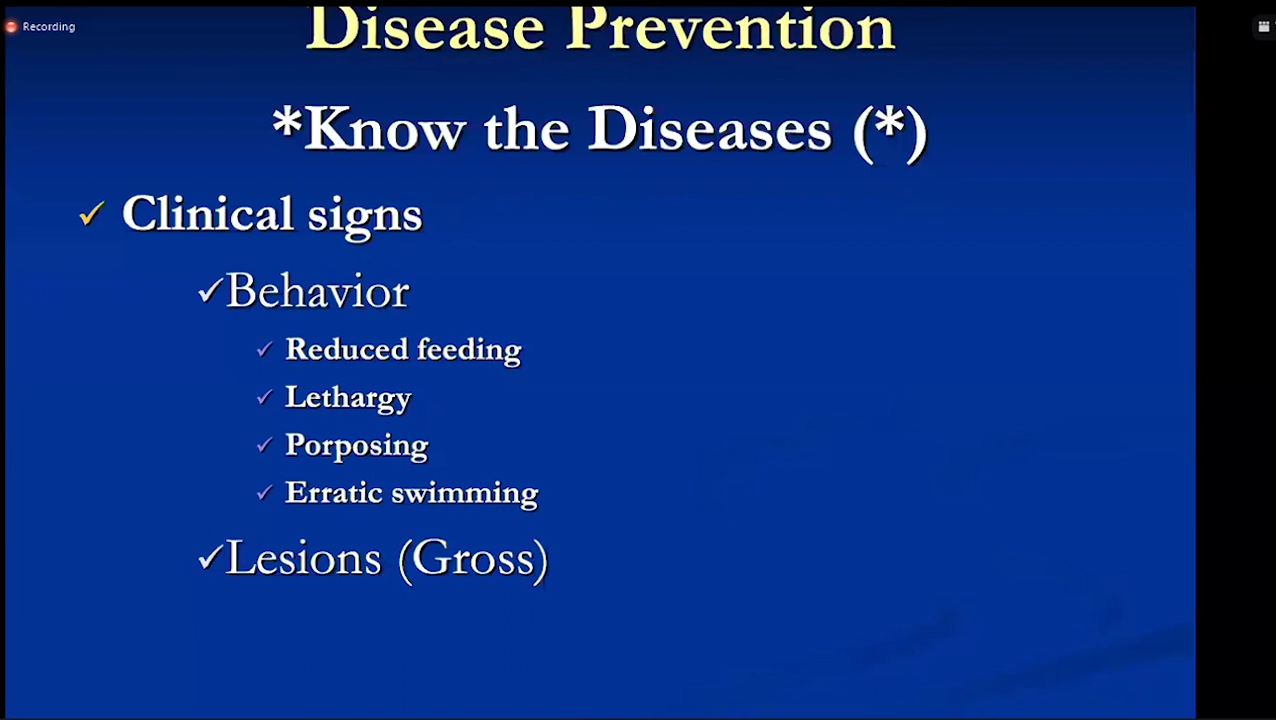 Recording
Disease Prevention
*Know the Diseases (*)
Clinical signs
Behavior
Reduced feeding
Lethargy
Porposing
Erratic swimming
Lesions (Gross)